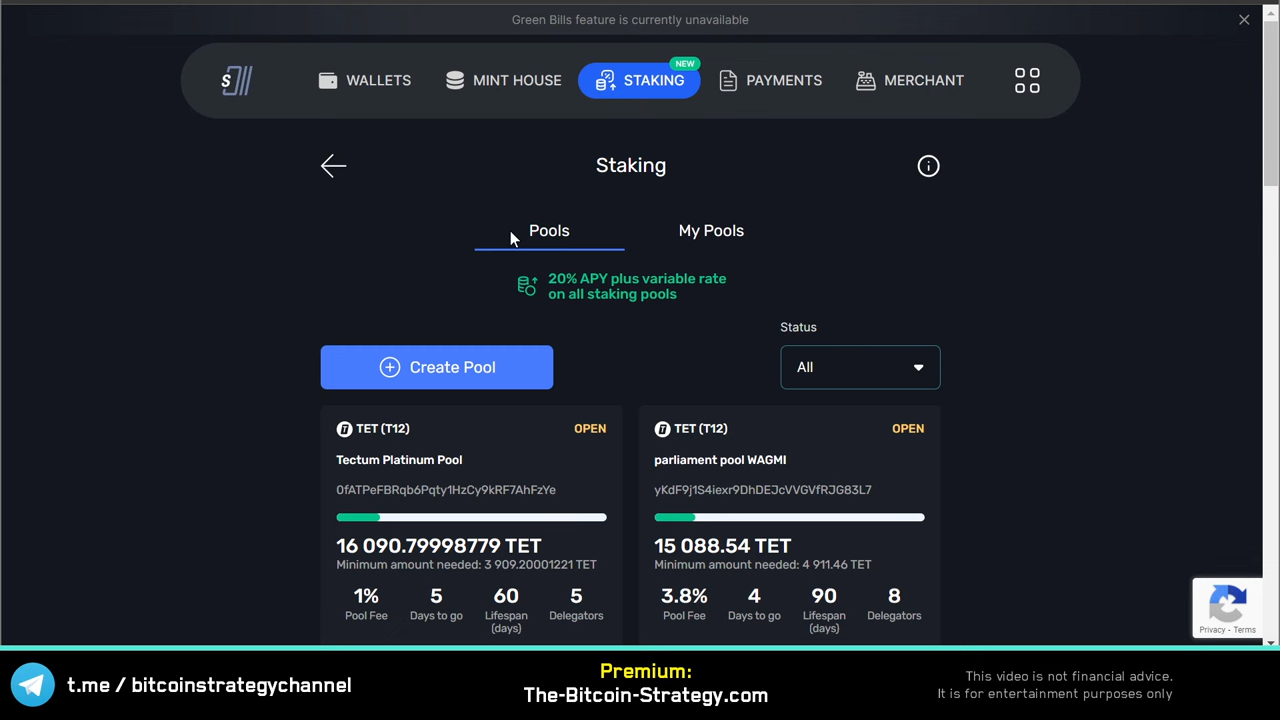 Green Bills feature is currently unavailable
WALLETS
MINT HOUSE
STAKING
NEW
PAYMENTS
MERCHANT
Staking
Pools
My Pools
20% APY plus variable rate
on all staking pools
Status
Create Pool
All
TET (T12)
OPEN
Tectum Platinum Pool
0fATPeFBRqb6Pqty1HzCy9kRF7AhFzYe
16 090.79998779 TET
Minimum amount needed: 3 909.20001221 TET
1%
5
60
5
Pool Fee
Days to go
Lifespan
(days)
Delegators
TET (T12)
OPEN
parliament pool WAGMI
yKdF9j1S4iexr9DhDEJcVVGVfRJG83L7
15 088.54 TET
Minimum amount needed: 4 911.46 TET
3.8%
4
90
8
Pool Fee
Days to go
Lifespan
(days)
Delegators
Privacy - Terms
t.me / bitcoinstrategychannel
Premium:
The-Bitcoin-Strategy.com
This video is not financial advice.
It is for entertainment purposes only